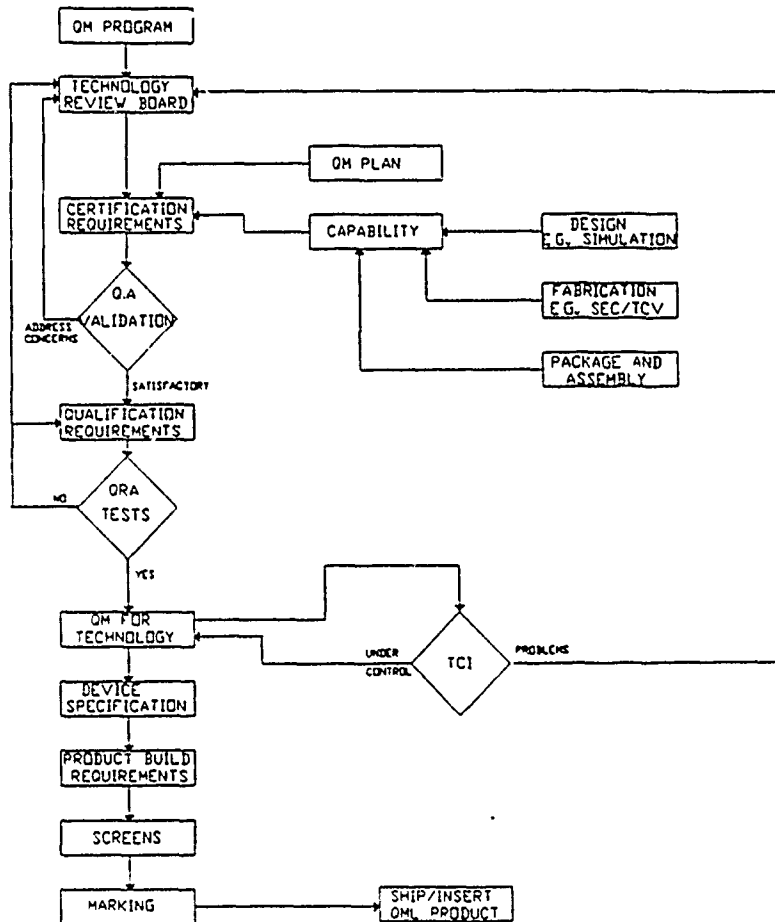 QM PROGRAM
TECHNOLOGY
REVIEW BOARD
QM PLAN
CERTIFICATION
REQUIREMENTS
CAPABILITY
DESIGN
E.G., SIMULATION
Q.A
VALIDATION
ADDRESS
CONCERNS
FABRICATION
E.G., SEC/TCV
PACKAGE AND
ASSEMBLY
SATISFACTORY
QUALIFICATION
REQUIREMENTS
QRA
TESTS
NO
YES
QM FOR
TECHNOLOGY
UNDER
CONTROL
TCI
PROBLEMS
DEVICE
SPECIFICATION
PRODUCT BUILD
REQUIREMENTS
SCREENS
MARKING
SHIP/INSERT
QML PRODUCT